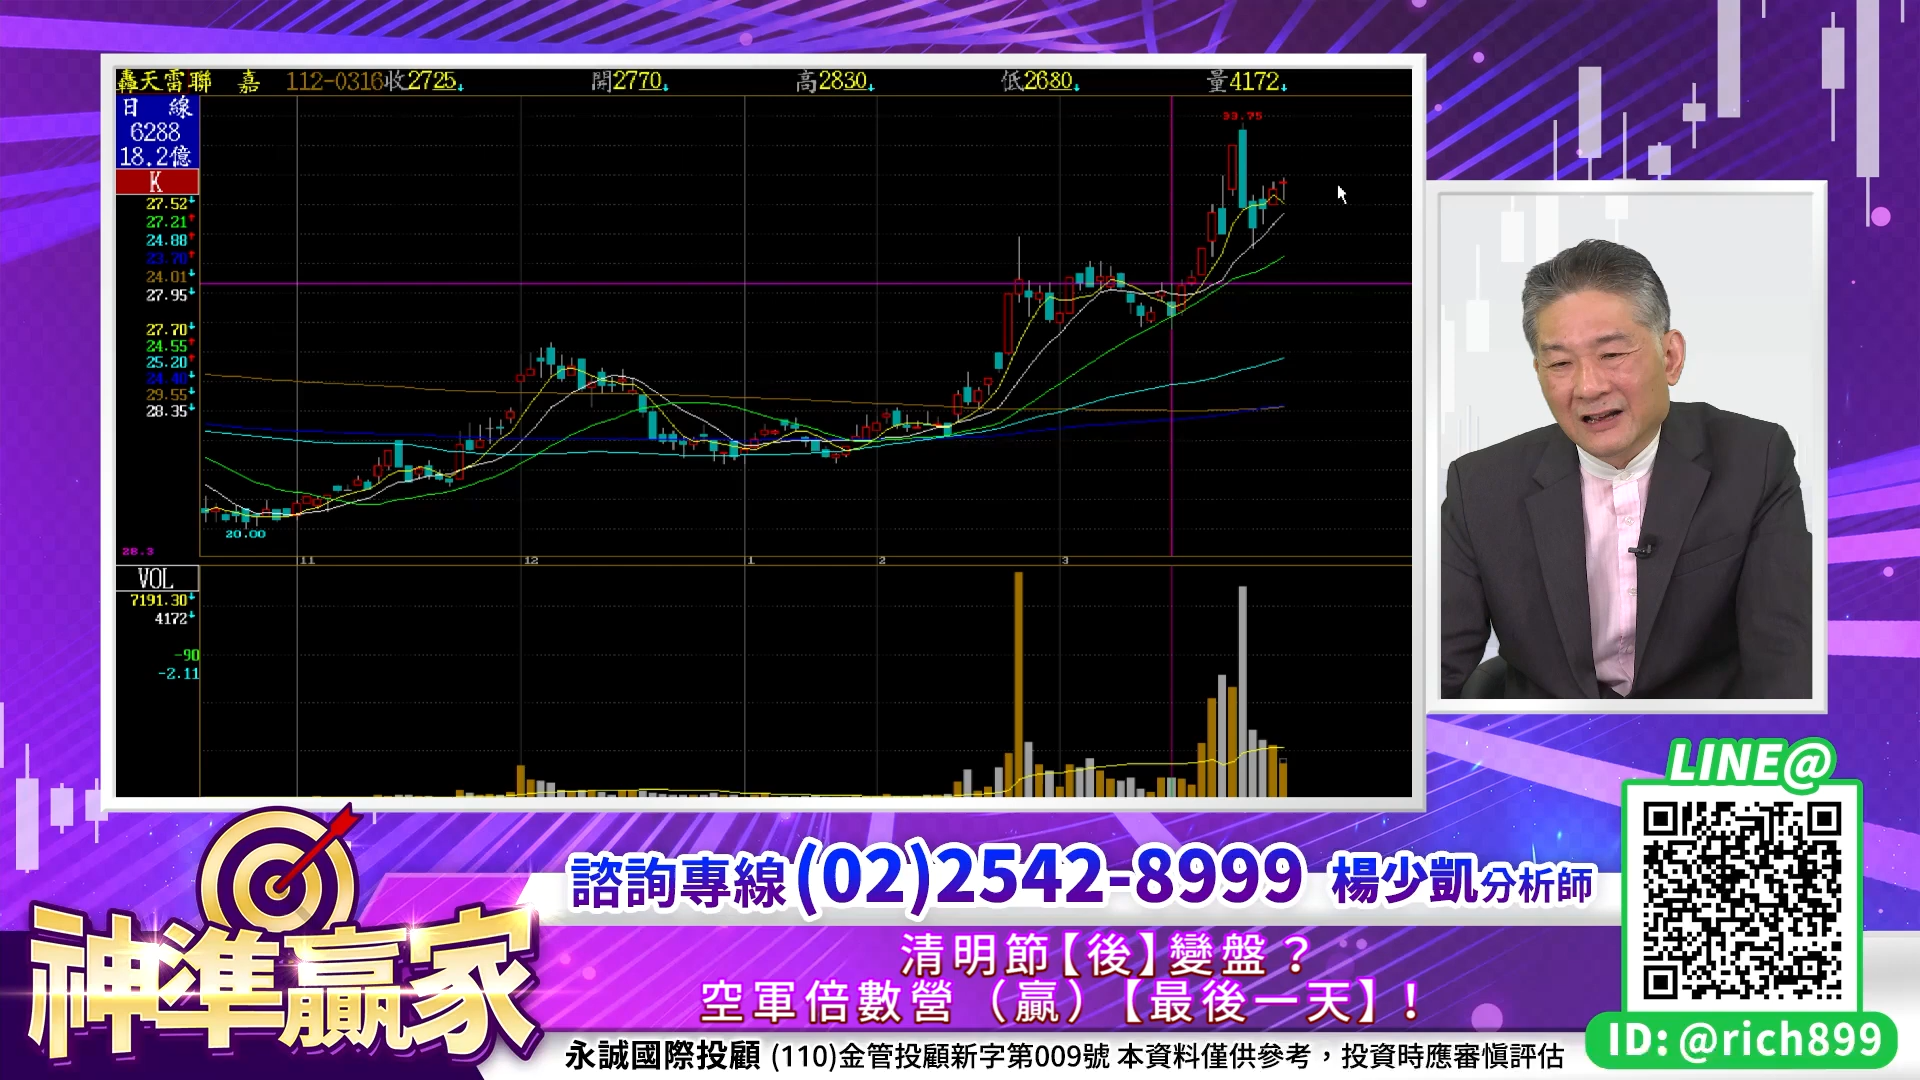 轟天雷聯 嘉 112-0316收2725↓ 開2770↓ 高2830↓ 低2680↓ 量4172↓
日 線
6288
18.2億
K
27.52↓
27.21↑
24.88↑
23.70↑
24.01↓
27.95↓
27.70↓
24.55↑
25.20↑
24.40↓
29.55↓
28.35↓
33.75
20.00
28.3
11 12 1 2 3
VOL
7191.30↓
4172↓
-90
-2.11
LINE@
諮詢專線(02)2542-8999 楊少凱分析師
神準贏家
清明節【後】變盤？
空軍倍數營（贏）【最後一天】！
永誠國際投顧 (110)金管投顧新字第009號 本資料僅供參考，投資時應審慎評估
ID: @rich899